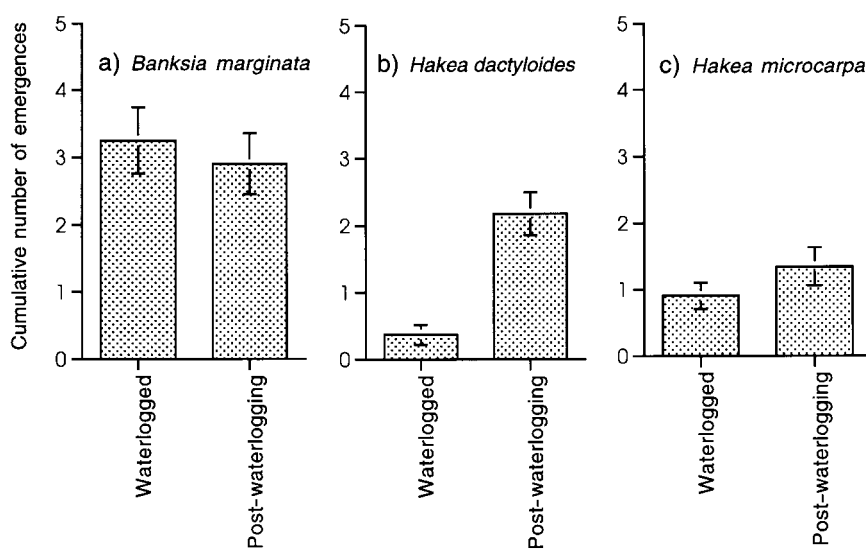 Cumulative number of emergences
5
4
3
2
1
0
a) Banksia marginata
Waterlogged
Post-waterlogging
5
4
3
2
1
0
b) Hakea dactyloides
Waterlogged
Post-waterlogging
5
4
3
2
1
0
c) Hakea microcarpa
Waterlogged
Post-waterlogging